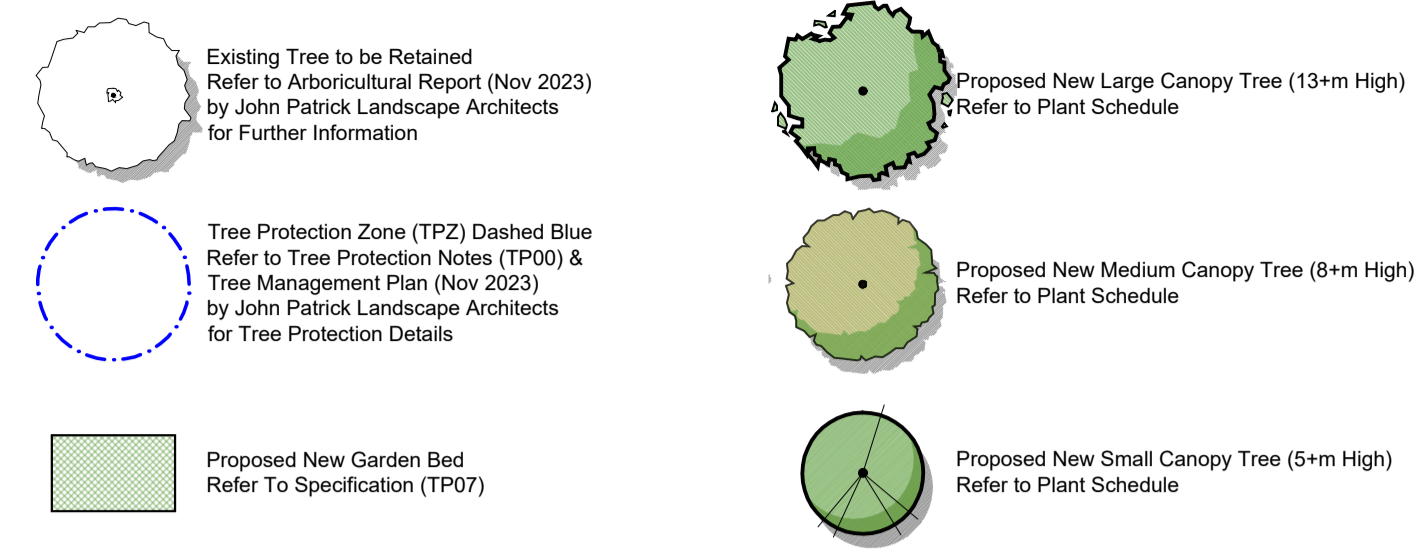 Existing Tree to be Retained
Refer to Arboricultural Report (Nov 2023)
by John Patrick Landscape Architects
for Further Information
Tree Protection Zone (TPZ) Dashed Blue
Refer to Tree Protection Notes (TP00) &
Tree Management Plan (Nov 2023)
by John Patrick Landscape Architects
for Tree Protection Details
Proposed New Garden Bed
Refer To Specification (TP07)
Proposed New Large Canopy Tree (13+m High)
Refer to Plant Schedule
Proposed New Medium Canopy Tree (8+m High)
Refer to Plant Schedule
Proposed New Small Canopy Tree (5+m High)
Refer to Plant Schedule